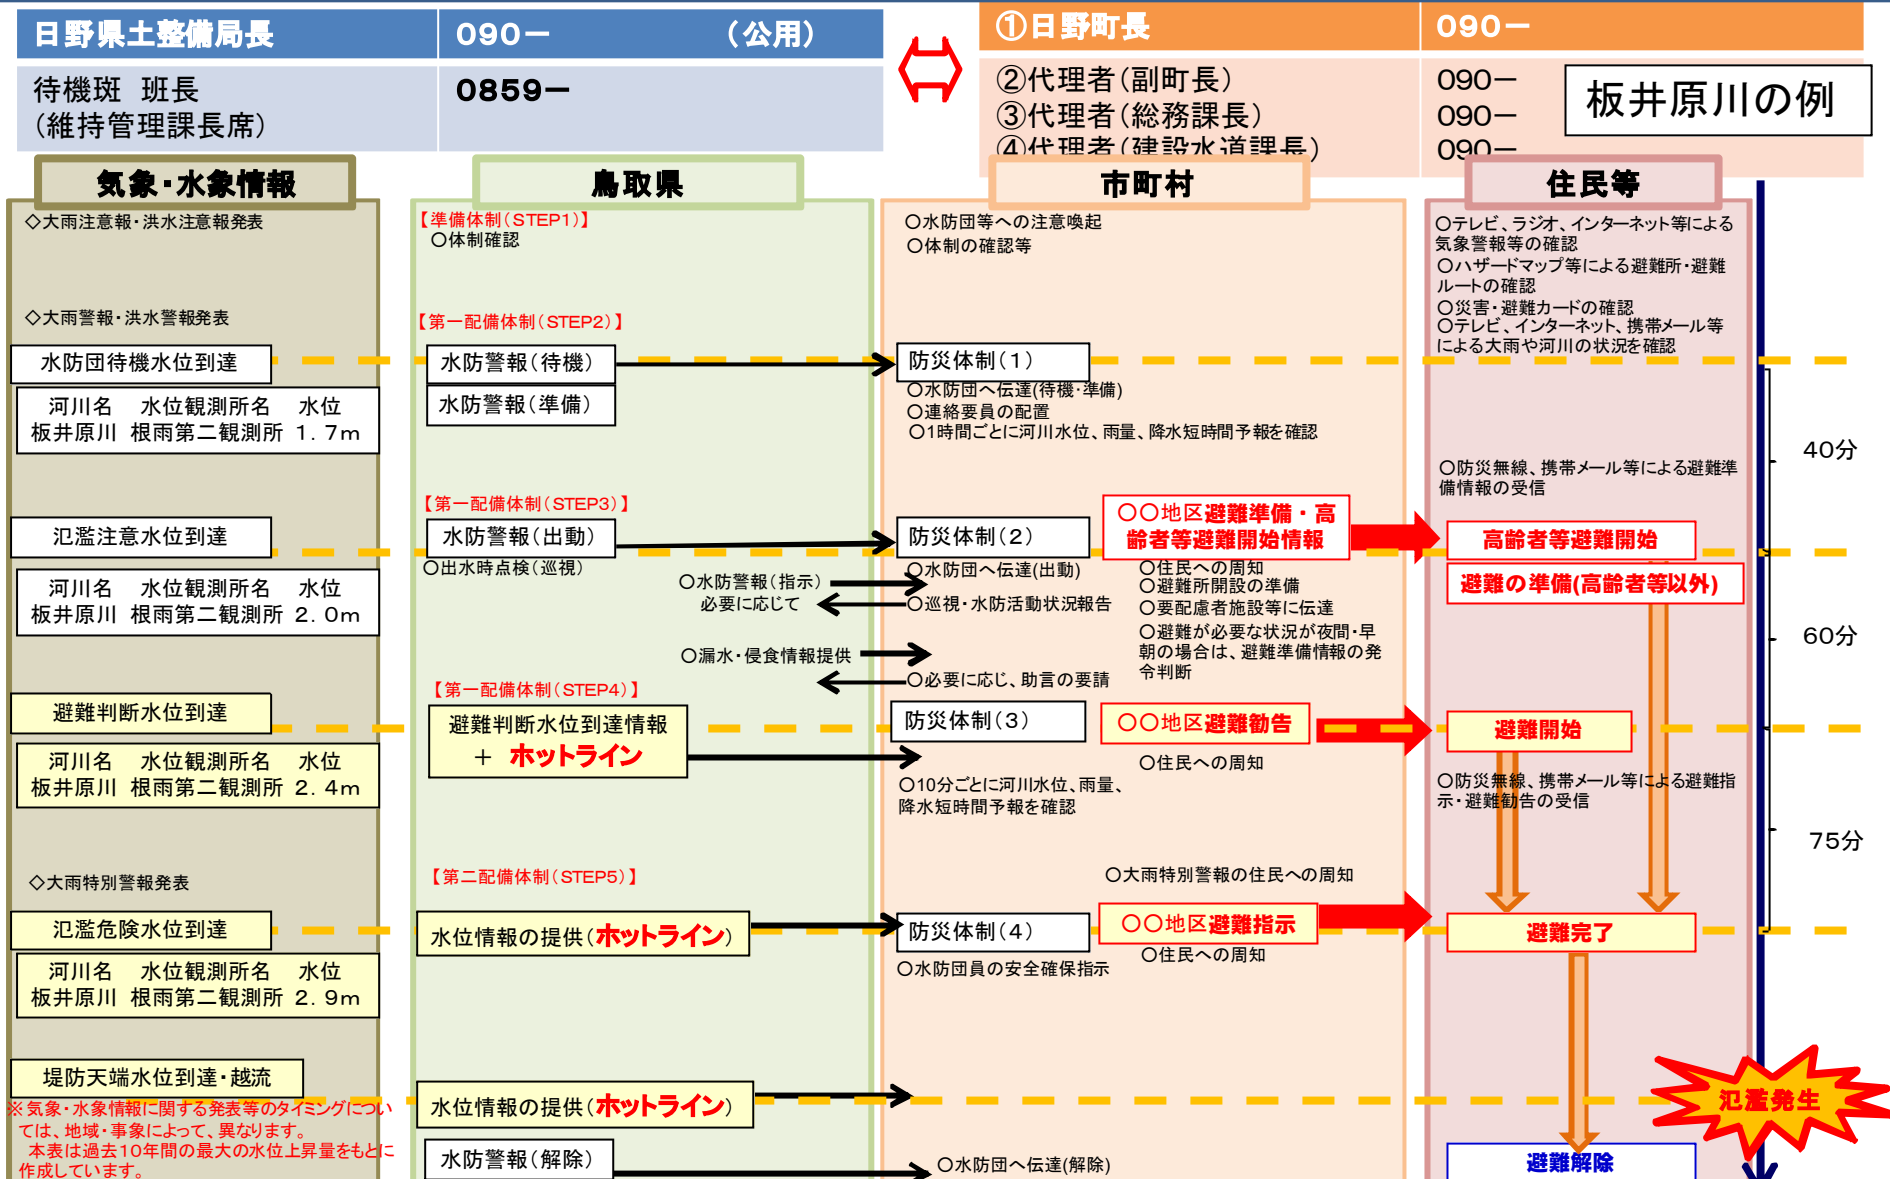 日野県土整備局長 090－ （公用）
待機班 班長 0859－
(維持管理課長席)
①日野町長 090－
②代理者(副町長) 090－
③代理者(総務課長) 090－
④代理者(建設水道課長) 090－
板井原川の例
気象・水象情報
◇大雨注意報・洪水注意報発表
◇大雨警報・洪水警報発表
水防団待機水位到達
河川名 水位観測所名 水位
板井原川 根雨第二観測所 1.7m
氾濫注意水位到達
河川名 水位観測所名 水位
板井原川 根雨第二観測所 2.0m
避難判断水位到達
河川名 水位観測所名 水位
板井原川 根雨第二観測所 2.4m
◇大雨特別警報発表
氾濫危険水位到達
河川名 水位観測所名 水位
板井原川 根雨第二観測所 2.9m
堤防天端水位到達・越流
※気象・水象情報に関する発表等のタイミングについ
ては、地域・事象によって、異なります。
本表は過去10年間の最大の水位上昇量をもとに
作成しています。
鳥取県
【準備体制(STEP1)】
○体制確認
【第一配備体制(STEP2)】
水防警報(待機)
水防警報(準備)
【第一配備体制(STEP3)】
水防警報(出動)
○出水時点検(巡視)
○水防警報(指示)
必要に応じて
○漏水・侵食情報提供
【第一配備体制(STEP4)】
避難判断水位到達情報
＋ ホットライン
【第二配備体制(STEP5)】
水位情報の提供(ホットライン)
水位情報の提供(ホットライン)
水防警報(解除)
市町村
○水防団等への注意喚起
○体制の確認等
防災体制(1)
○水防団へ伝達(待機・準備)
○連絡要員の配置
○1時間ごとに河川水位、雨量、降水短時間予報を確認
防災体制(2)
○○地区避難準備・高
齢者等避難開始情報
○水防団へ伝達(出動)
○巡視・水防活動状況報告
○必要に応じ、助言の要請
○住民への周知
○避難所開設の準備
○要配慮者施設等に伝達
○避難が必要な状況が夜間・早
朝の場合は、避難準備情報の発
令判断
防災体制(3)
○○地区避難勧告
○住民への周知
○10分ごとに河川水位、雨量、
降水短時間予報を確認
○大雨特別警報の住民への周知
防災体制(4)
○○地区避難指示
○住民への周知
○水防団員の安全確保指示
○水防団へ伝達(解除)
住民等
○テレビ、ラジオ、インターネット等による
気象警報等の確認
○ハザードマップ等による避難所・避難
ルートの確認
○災害・避難カードの確認
○テレビ、インターネット、携帯メール等
による大雨や河川の状況を確認
○防災無線、携帯メール等による避難準
備情報の受信
高齢者等避難開始
避難の準備(高齢者等以外)
避難開始
○防災無線、携帯メール等による避難指
示・避難勧告の受信
避難完了
避難解除
40分
60分
75分
氾濫発生